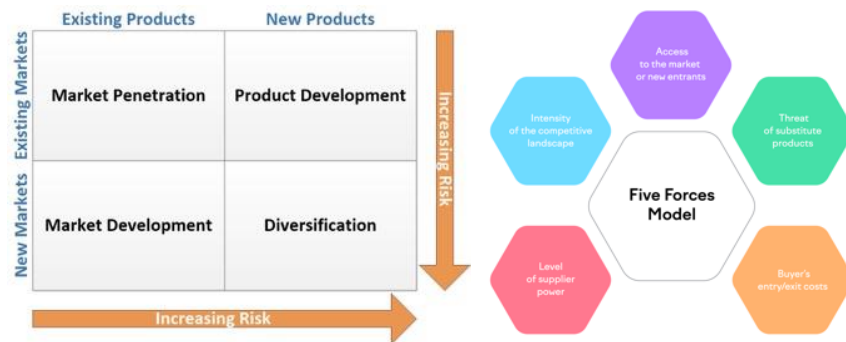 Existing Products New Products
Existing Markets
Market Penetration Product Development
New Markets
Market Development Diversification
Increasing Risk
Increasing Risk
Access
to the market
or new entrants
Intensity
of the competitive
landscape
Threat
of substitute
products
Five Forces
Model
Level
of supplier
power
Buyer's
entry/exit costs